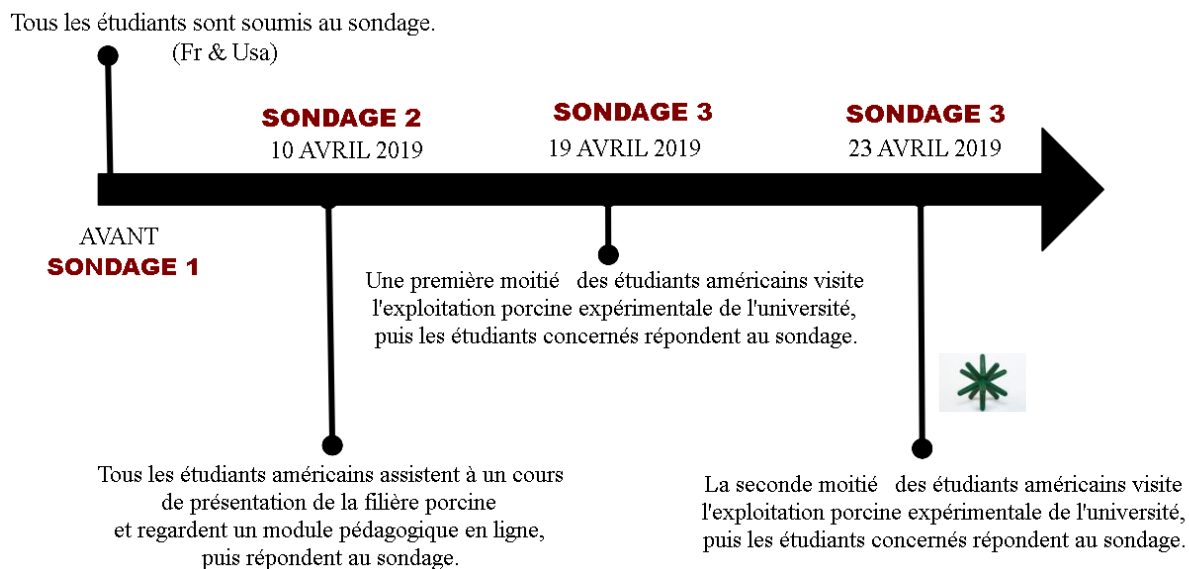 Tous les étudiants sont soumis au sondage.
(Fr & Usa)
AVANT
SONDAGE 1
SONDAGE 2
10 AVRIL 2019
Tous les étudiants américains assistent à un cours
de présentation de la filière porcine
et regardent un module pédagogique en ligne,
puis répondent au sondage.
SONDAGE 3
19 AVRIL 2019
Une première moitié des étudiants américains visite
l'exploitation porcine expérimentale de l'université,
puis les étudiants concernés répondent au sondage.
SONDAGE 3
23 AVRIL 2019
La seconde moitié des étudiants américains visite
l'exploitation porcine expérimentale de l'université,
puis les étudiants concernés répondent au sondage.